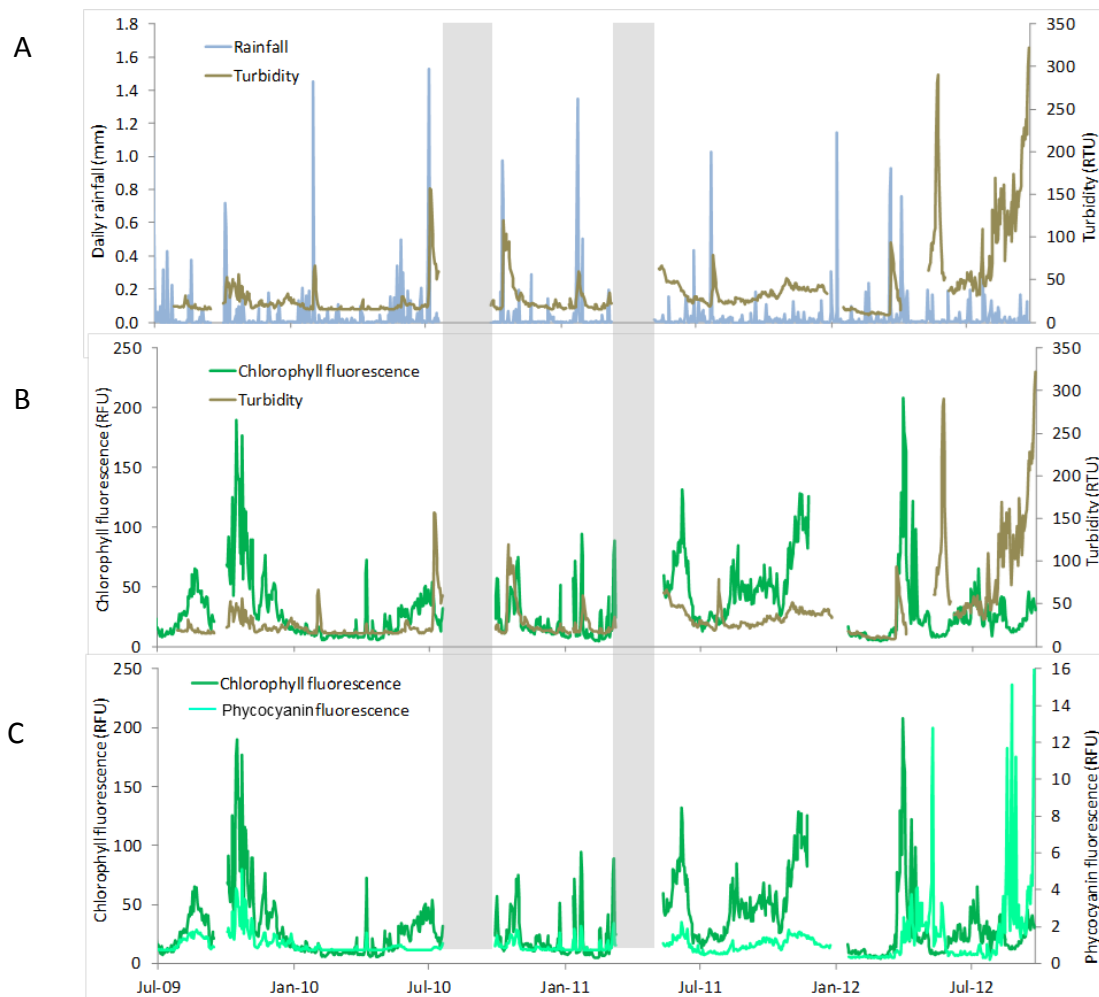 A
Rainfall
Turbidity
Daily rainfall (mm)
1.8
1.6
1.4
1.2
1.0
0.8
0.6
0.4
0.2
0.0
350
300
250
200
150
100
50
0
Turbidity (RTU)
B
Chlorophyll fluorescence
Turbidity
Chlorophyll fluorescence (RFU)
250
200
150
100
50
0
350
300
250
200
150
100
50
0
Turbidity (RTU)
C
Chlorophyll fluorescence
Phycocyanin fluorescence
Chlorophyll fluorescence (RFU)
250
200
150
100
50
0
16
14
12
10
8
6
4
2
0
Phycocyanin fluorescence (RFU)
Jul-09 Jan-10 Jul-10 Jan-11 Jul-11 Jan-12 Jul-12